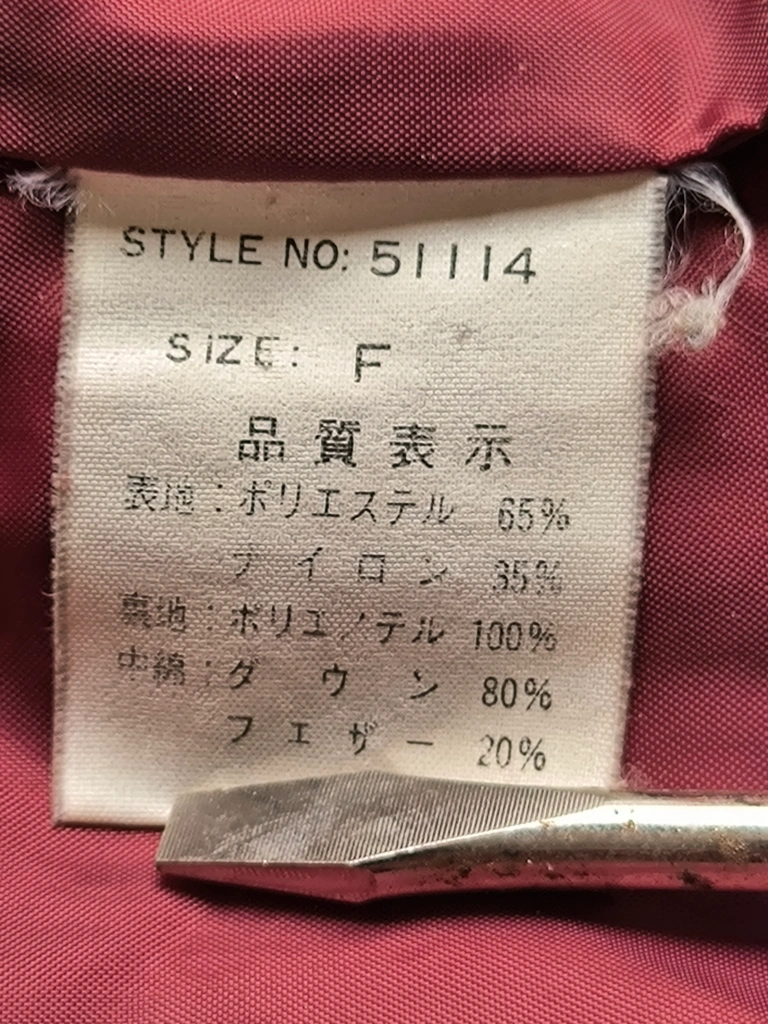 STYLE NO: 51114
SIZE: F
品質表示
表地:ポリエステル 65%
ナイロン 35%
裏地:ポリエステル 100%
中綿:ダウン 80%
フェザー 20%